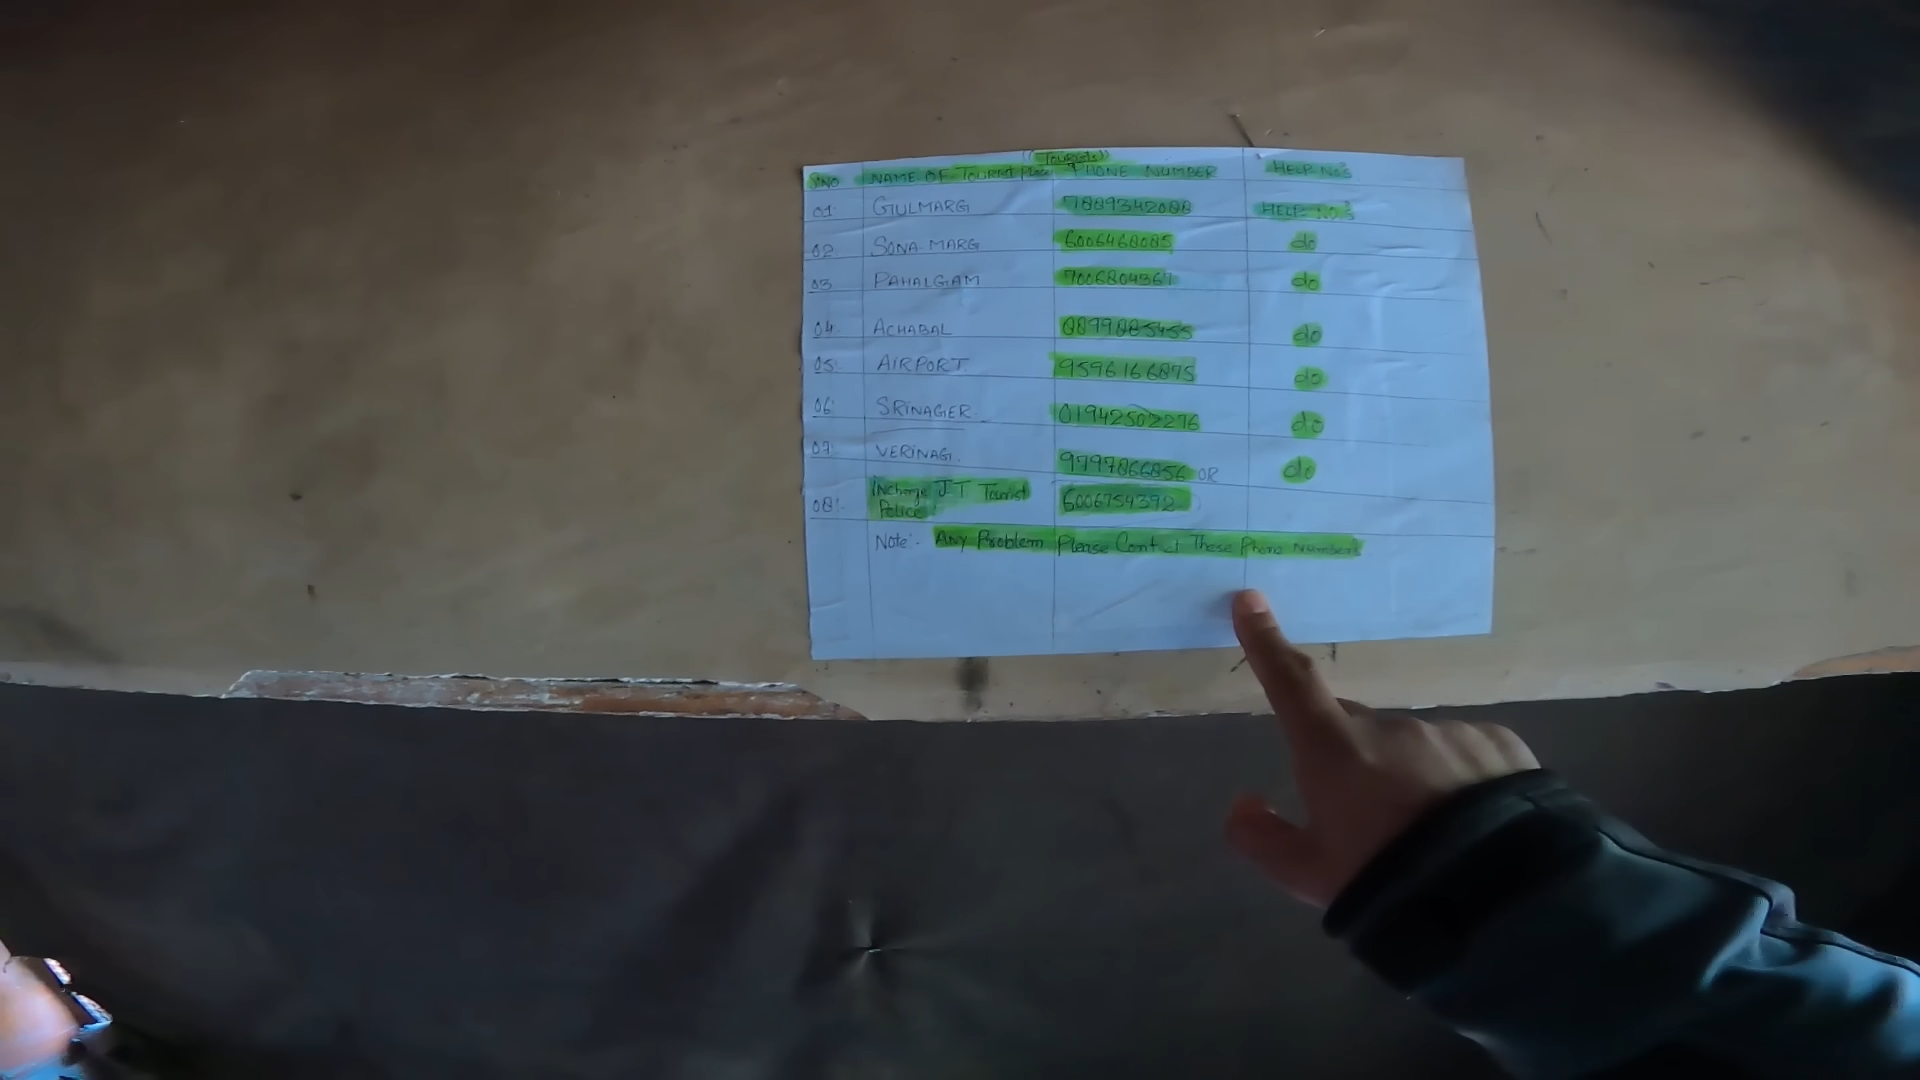 ((Tourists))
S.NO NAME OF TOURIST Place PHONE NUMBER HELP NO'S
01- GULMARG 7889342088 HELP NO'S
02 SONA MARG 6006468085 do
03 PAHALGAM 7006804367 do
04- ACHABAL 8899885455 do
05- AIRPORT 9596166875 do
06- SRINAGER 01942502276 do
07- VERINAG. 9797866856 OR do
08- Incharge J.T Tourist
Police 6006754392
Note:- Any Problem Please These Phone Numbers